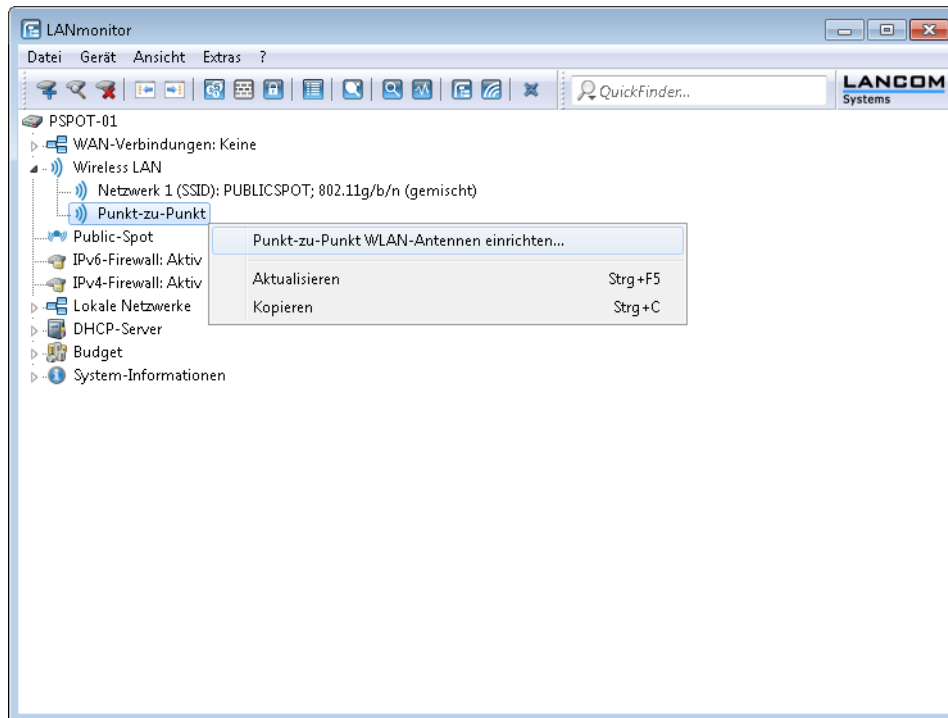 LANmonitor
Datei Gerät Ansicht Extras ?
QuickFinder...
LANCOM
Systems
PSPOT-01
WAN-Verbindungen: Keine
Wireless LAN
Netzwerk 1 (SSID): PUBLICSPOT; 802.11g/b/n (gemischt)
Punkt-zu-Punkt
Public-Spot
Punkt-zu-Punkt WLAN-Antennen einrichten...
IPv6-Firewall: Aktiv
Aktualisieren Strg+F5
IPv4-Firewall: Aktiv
Kopieren Strg+C
Lokale Netzwerke
DHCP-Server
Budget
System-Informationen